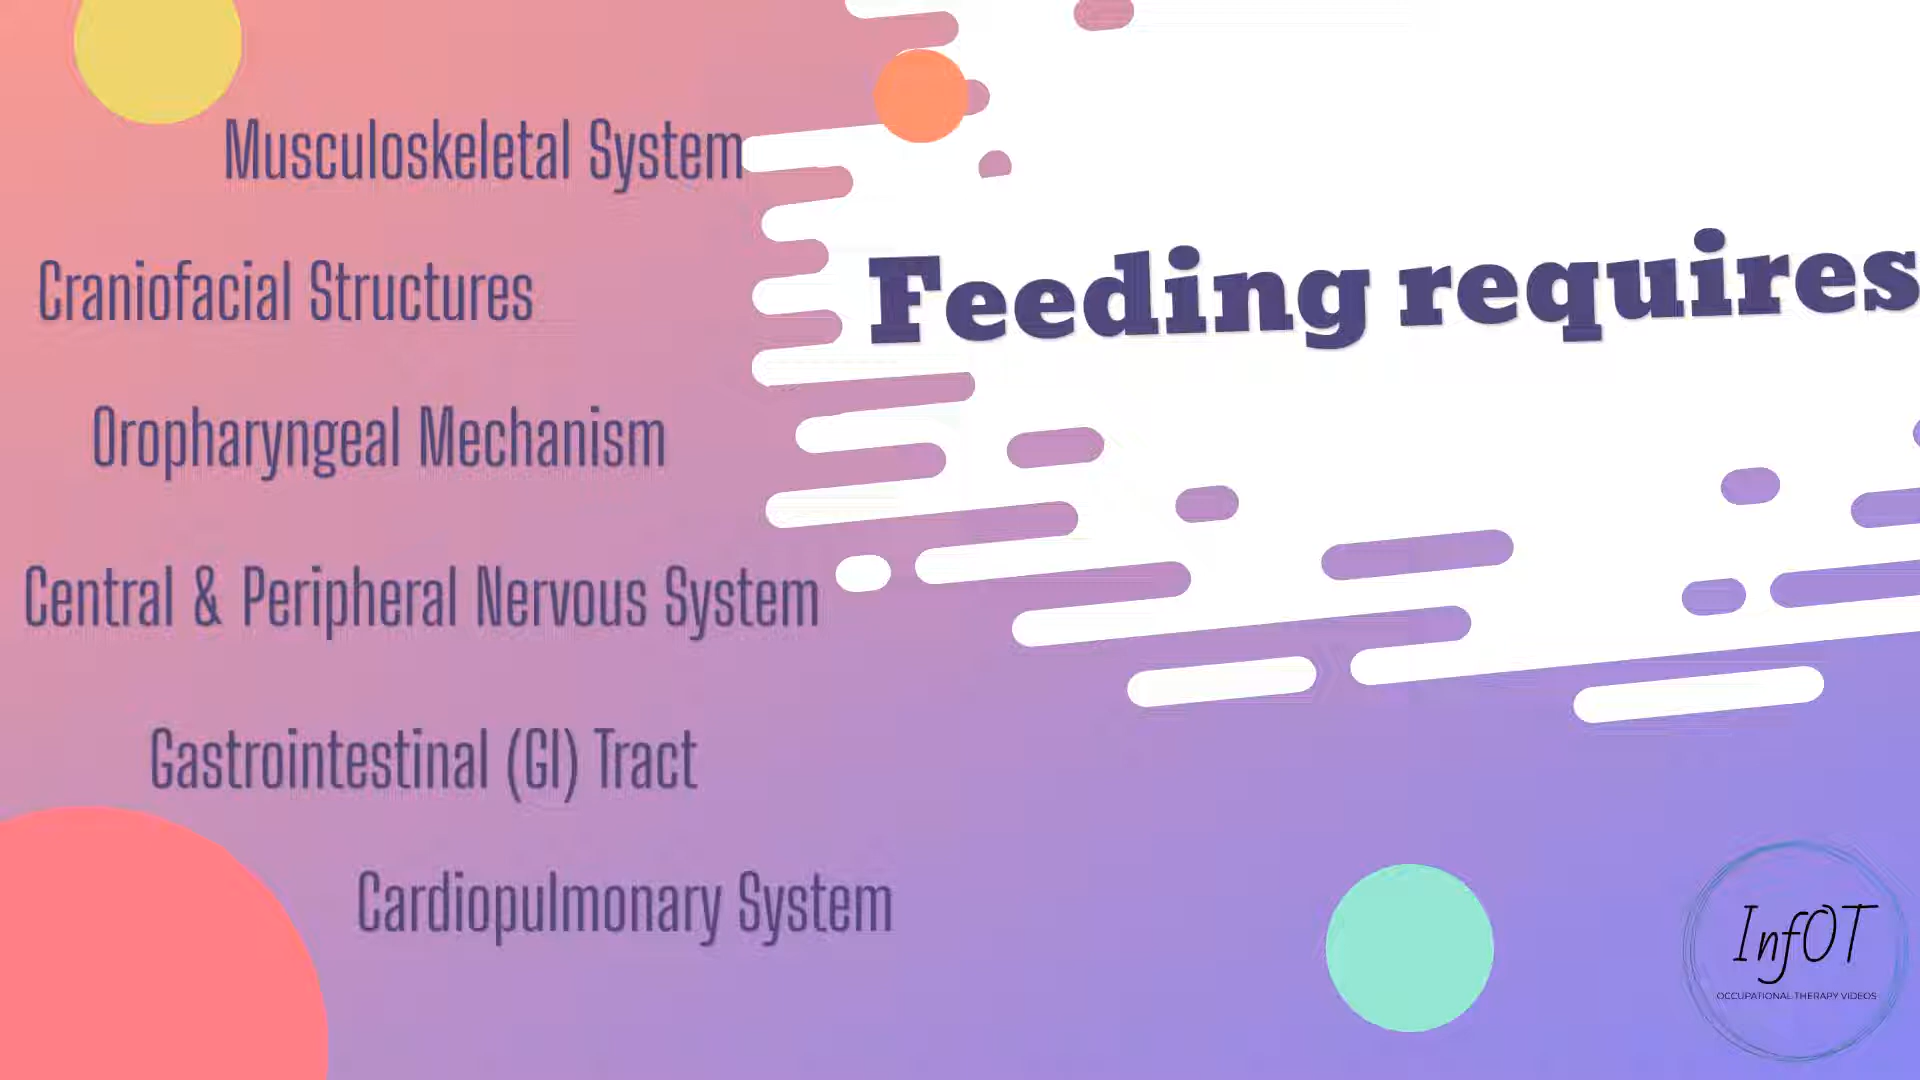 Musculoskeletal System
Feeding requires
Craniofacial Structures
Oropharyngeal Mechanism
Central & Peripheral Nervous System
Gastrointestinal (GI) Tract
Cardiopulmonary System
InfOT
OCCUPATIONAL THERAPY VIDEOS